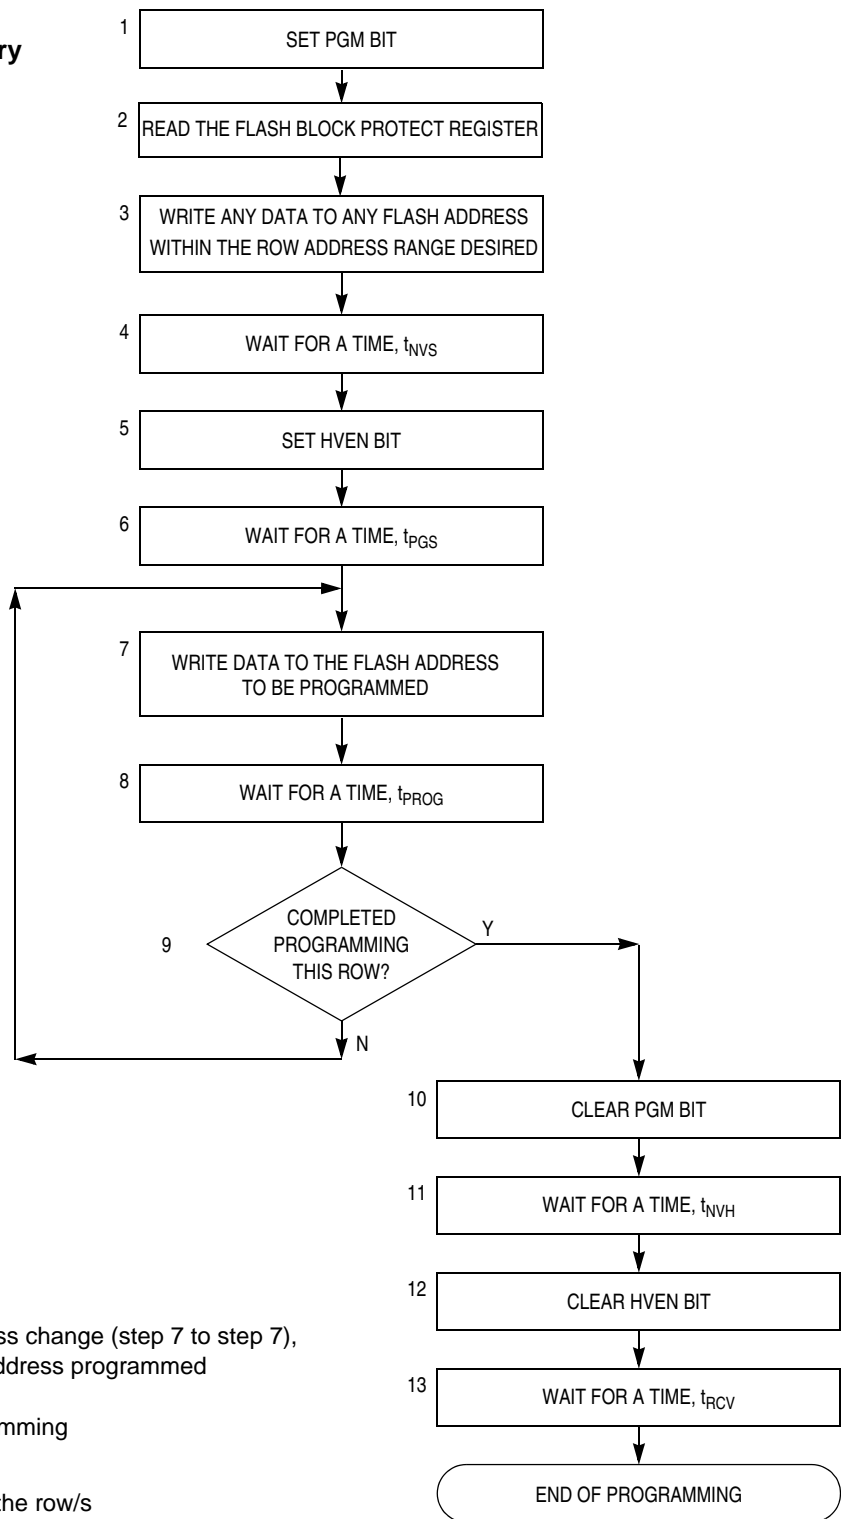 ry
1
SET PGM BIT
2
READ THE FLASH BLOCK PROTECT REGISTER
3
WRITE ANY DATA TO ANY FLASH ADDRESS
WITHIN THE ROW ADDRESS RANGE DESIRED
4
WAIT FOR A TIME, tNVS
5
SET HVEN BIT
6
WAIT FOR A TIME, tPGS
7
WRITE DATA TO THE FLASH ADDRESS
TO BE PROGRAMMED
8
WAIT FOR A TIME, tPROG
9
COMPLETED
PROGRAMMING
THIS ROW?
Y
N
10
CLEAR PGM BIT
11
WAIT FOR A TIME, tNVH
12
CLEAR HVEN BIT
13
WAIT FOR A TIME, tRCV
END OF PROGRAMMING
ss change (step 7 to step 7),
ddress programmed
mming
the row/s